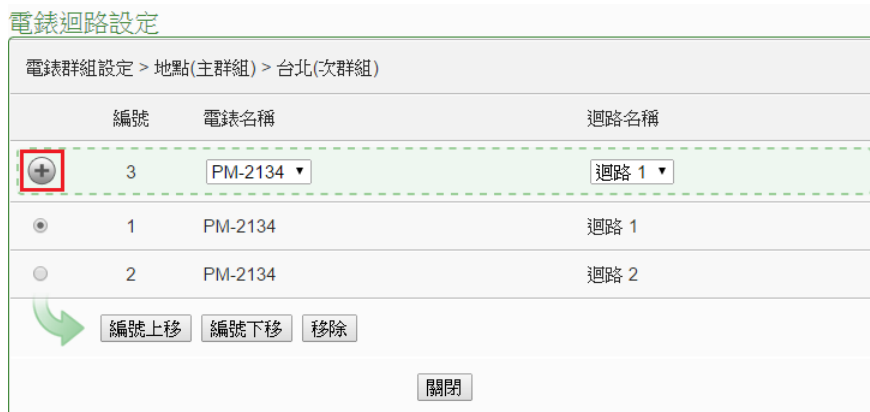 電錶迴路設定
電錶群組設定 > 地點(主群組) > 台北(次群組)
編號 電錶名稱 迴路名稱
3 PM-2134 迴路 1
1 PM-2134 迴路 1
2 PM-2134 迴路 2
編號上移 編號下移 移除
關閉